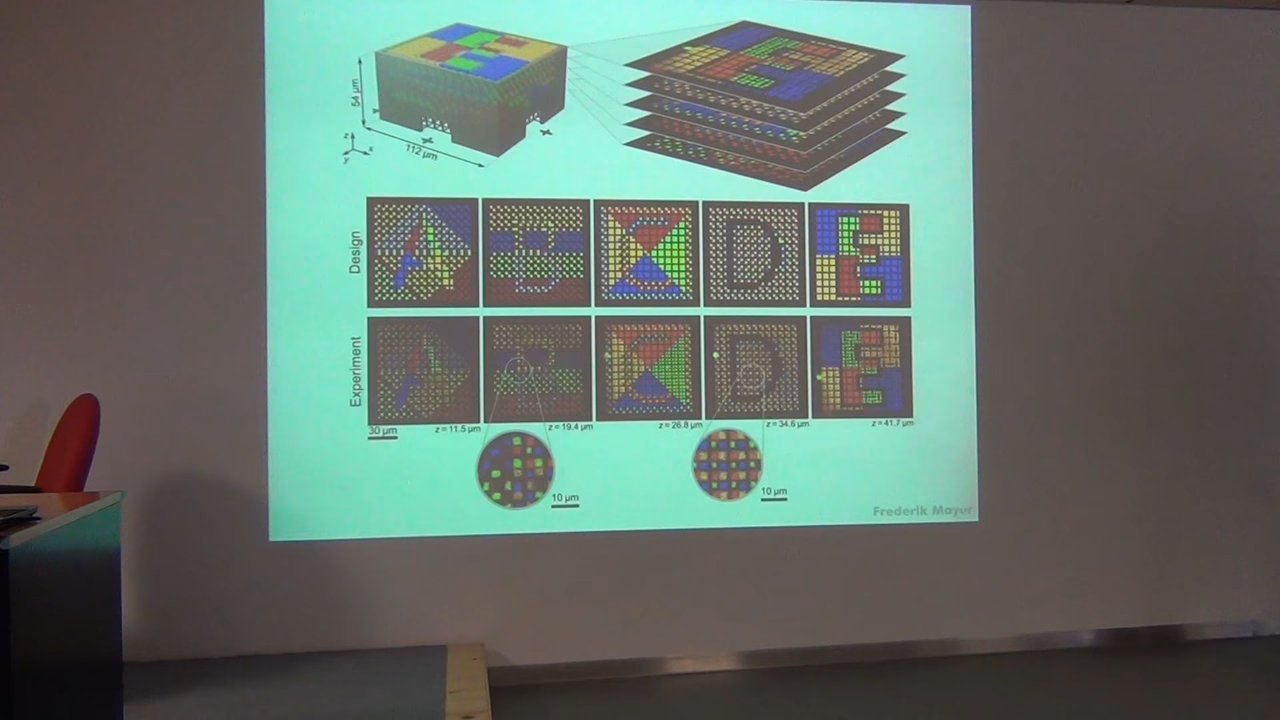 54 µm
112 µm
z
y
x
Design
A B C D E
Experiment
A B C D E
30 µm
z = 11.5 µm
z = 19.4 µm
z = 26.8 µm
z = 34.6 µm
z = 41.7 µm
10 µm
10 µm
Frederik Mayer